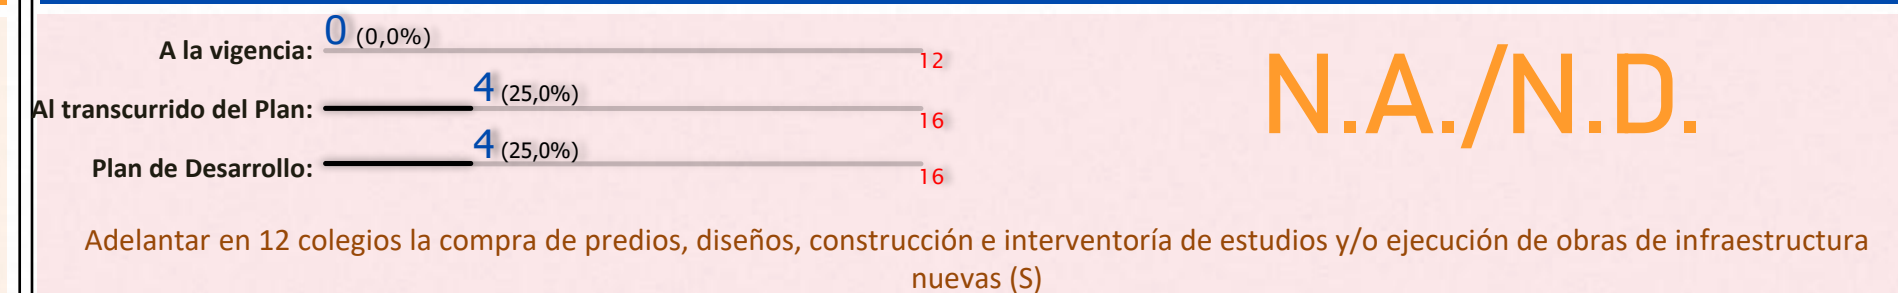 A la vigencia: 0 (0,0%) 12
Al transcurrido del Plan: 4 (25,0%) 16
Plan de Desarrollo: 4 (25,0%) 16
N.A./N.D.
Adelantar en 12 colegios la compra de predios, diseños, construcción e interventoría de estudios y/o ejecución de obras de infraestructura
nuevas (S)